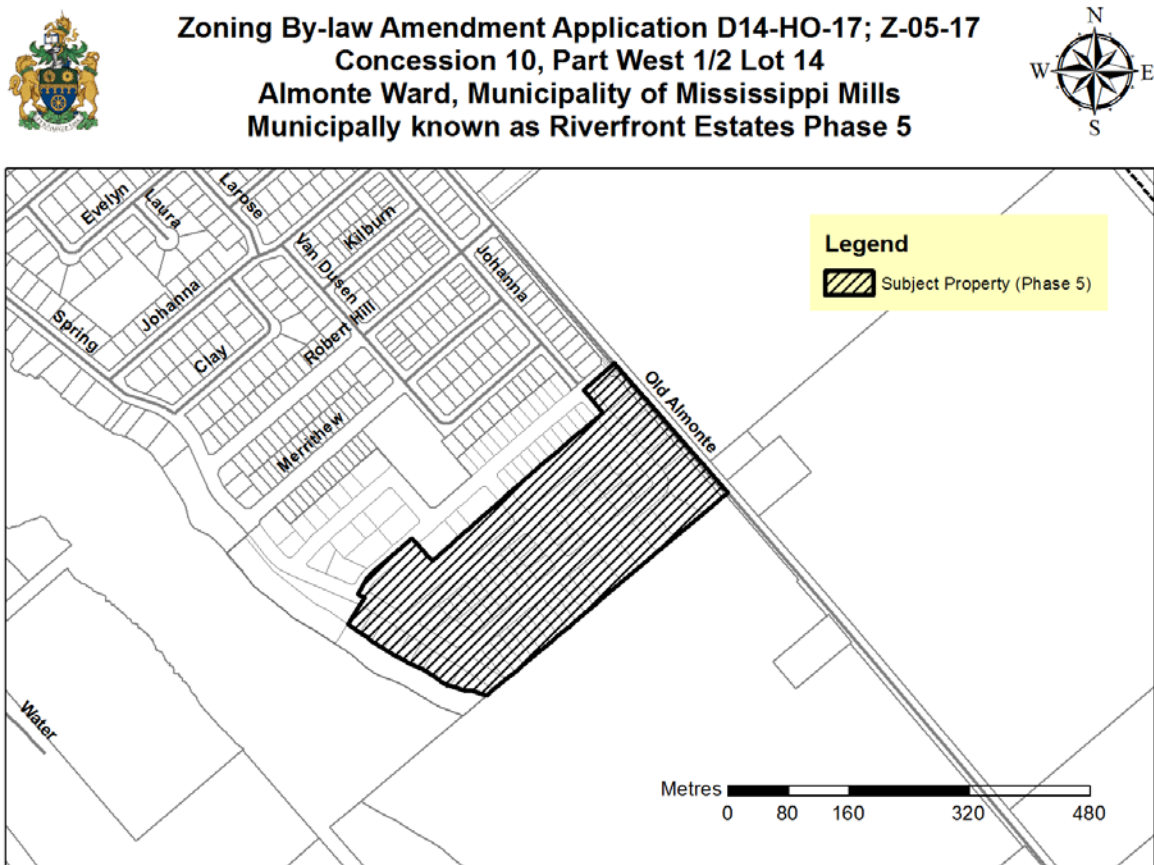 Zoning By-law Amendment Application D14-HO-17; Z-05-17
Concession 10, Part West 1/2 Lot 14
Almonte Ward, Municipality of Mississippi Mills
Municipally known as Riverfront Estates Phase 5
N
W E
S
Evelyn
Laura
Larose
Kilburn
Van Dusen
Johanna
Johanna
Robert Hill
Spring
Clay
Merrithew
Old Almonte
Water
Legend
Subject Property (Phase 5)
Metres
0 80 160 320 480